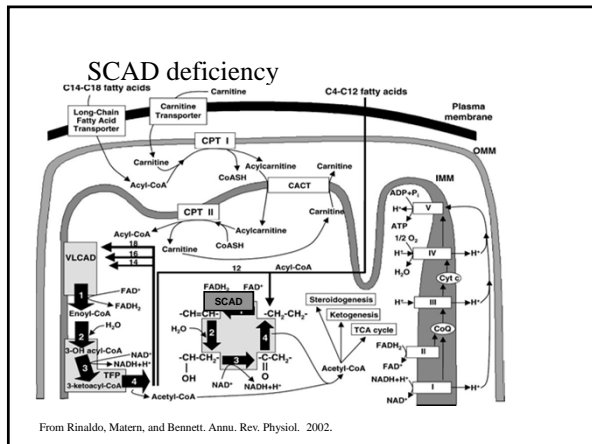 SCAD deficiency
C14-C18 fatty acids
Carnitine
C4-C12 fatty acids
Long-Chain
Fatty Acid
Transporter
Carnitine
Transporter
Plasma
membrane
OMM
CPT I
Carnitine
Acyl-CoA
CoASH
Acylcarnitine
Carnitine
CACT
IMM
ADP+Pi
H+
V
ATP
CPT II
Acyl-CoA
Carnitine
CoASH
Acylcarnitine
Carnitine
1/2 O2
H+
IV
H+
H2O
Cyt c
18
16
14
VLCAD
12
Acyl-CoA
1
FAD+
FADH2
Enoyl-CoA
FADH2
FAD+
SCAD
-CH=CH-
-CH2-CH2-
Steroidogenesis
Ketogenesis
TCA cycle
H+
III
H+
CoQ
2
H2O
3-OH acyl-CoA
H2O
2
4
-CH-CH2-
OH
3
-C-CH2-
O
FADH2
II
FAD+
3
NAD+
NADH+H+
TFP
3-ketoacyl-CoA
4
Acetyl-CoA
NAD+
NADH+H+
Acetyl-CoA
NADH+H+
I
H+
NAD+
From Rinaldo, Matern, and Bennett. Annu. Rev. Physiol. 2002.